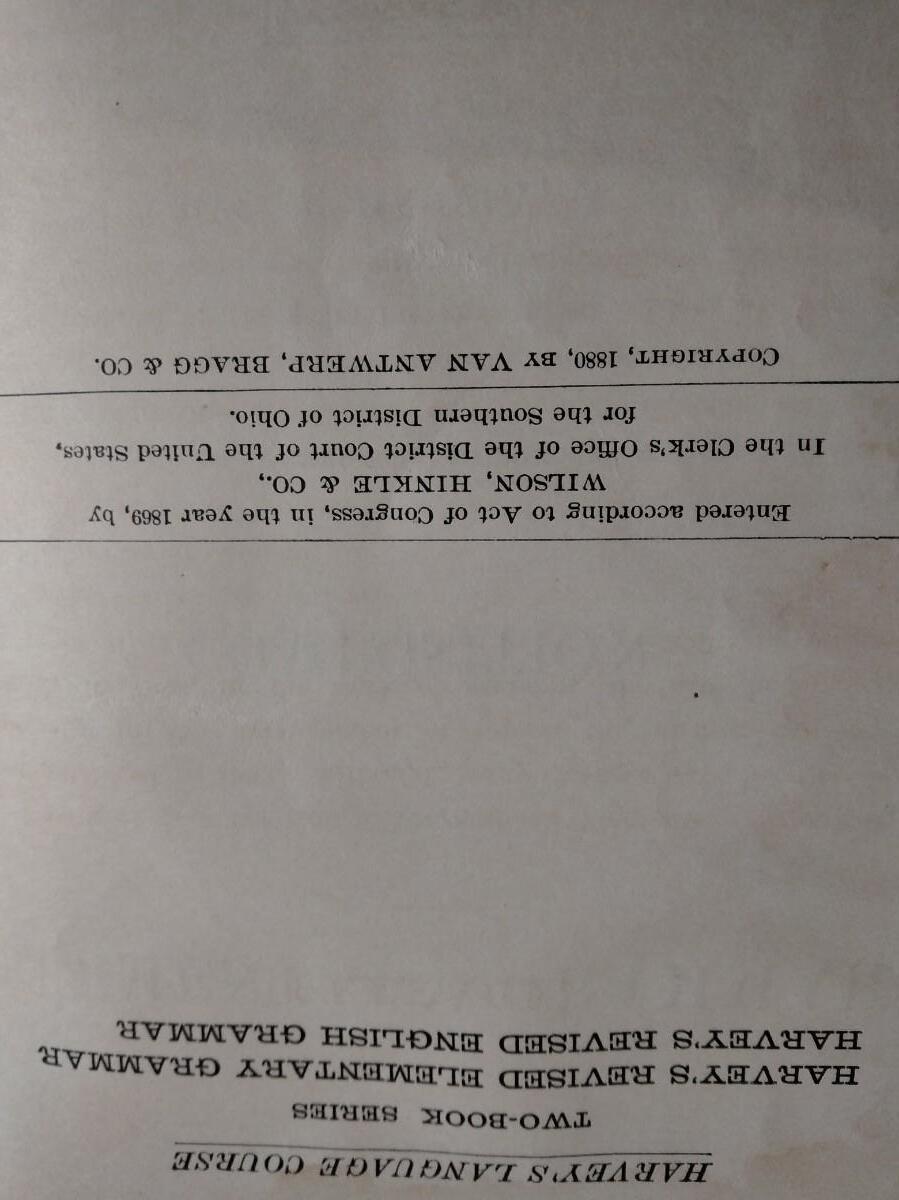 HARVEY'S LANGUAGE COURSE
TWO-BOOK SERIES
HARVEY'S REVISED ELEMENTARY GRAMMAR
HARVEY'S REVISED ENGLISH GRAMMAR
Entered according to Act of Congress, in the year 1869, by
WILSON, HINKLE & CO.,
In the Clerk's Office of the District Court of the United States,
for the Southern District of Ohio.
COPYRIGHT, 1880, BY VAN ANTWERP, BRAGG & CO.